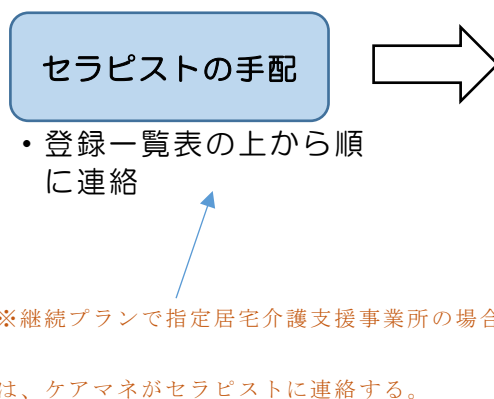 セラピストの手配
・登録一覧表の上から順
に連絡
※継続プランで指定居宅介護支援事業所の場合
は、ケアマネがセラピストに連絡する。